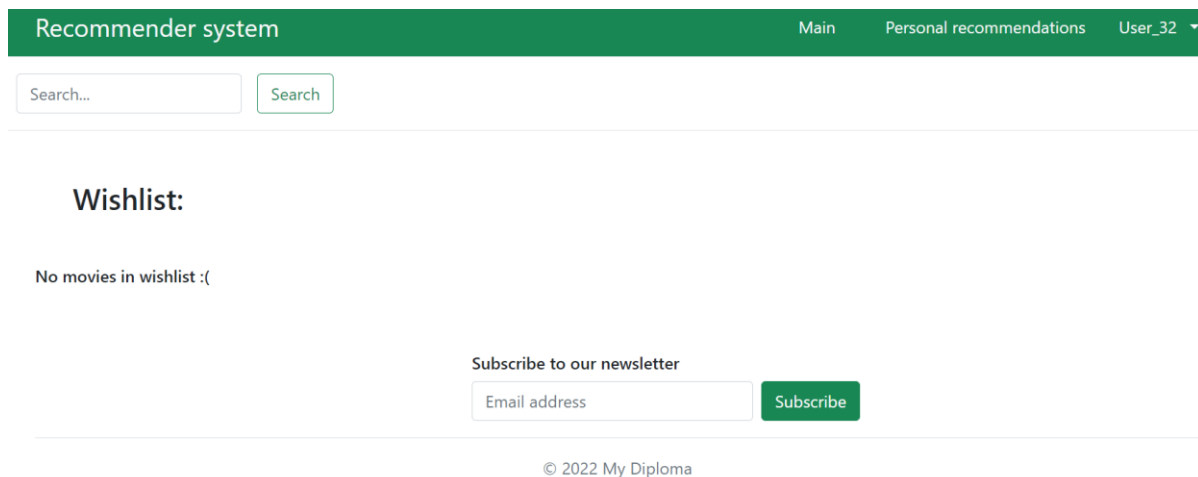 Recommender system Main Personal recommendations User_32
Search... Search
Wishlist:
No movies in wishlist :(
Subscribe to our newsletter
Email address Subscribe
© 2022 My Diploma